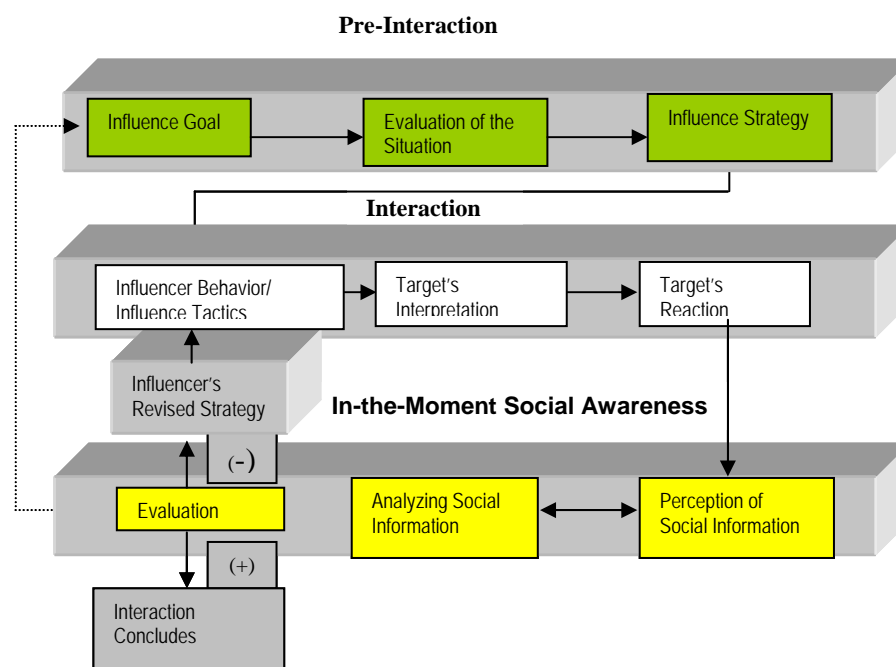 Pre-Interaction
Influence Goal
Evaluation of the
Situation
Influence Strategy
Interaction
Influencer Behavior/
Influence Tactics
Target's
Interpretation
Target's
Reaction
Influencer's
Revised Strategy
In-the-Moment Social Awareness
(-)
Evaluation
Analyzing Social
Information
Perception of
Social Information
(+)
Interaction
Concludes